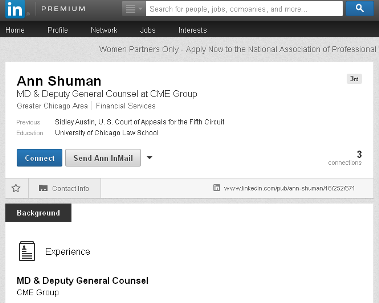 in PREMIUM Search for people, jobs, companies, and more...
Home Profile Network Jobs Interests
Women Partners Only - Apply Now to the National Association of Professional
Ann Shuman 3rd
MD & Deputy General Counsel at CME Group
Greater Chicago Area | Financial Services
Previous Sidley Austin, U.S. Court of Appeals for the Fifth Circuit
Education University of Chicago Law School
Connect Send Ann InMail 3
connections
Contact Info in www.linkedin.com/pub/ann-shuman/10/252/571
Background
Experience
MD & Deputy General Counsel
CME Group